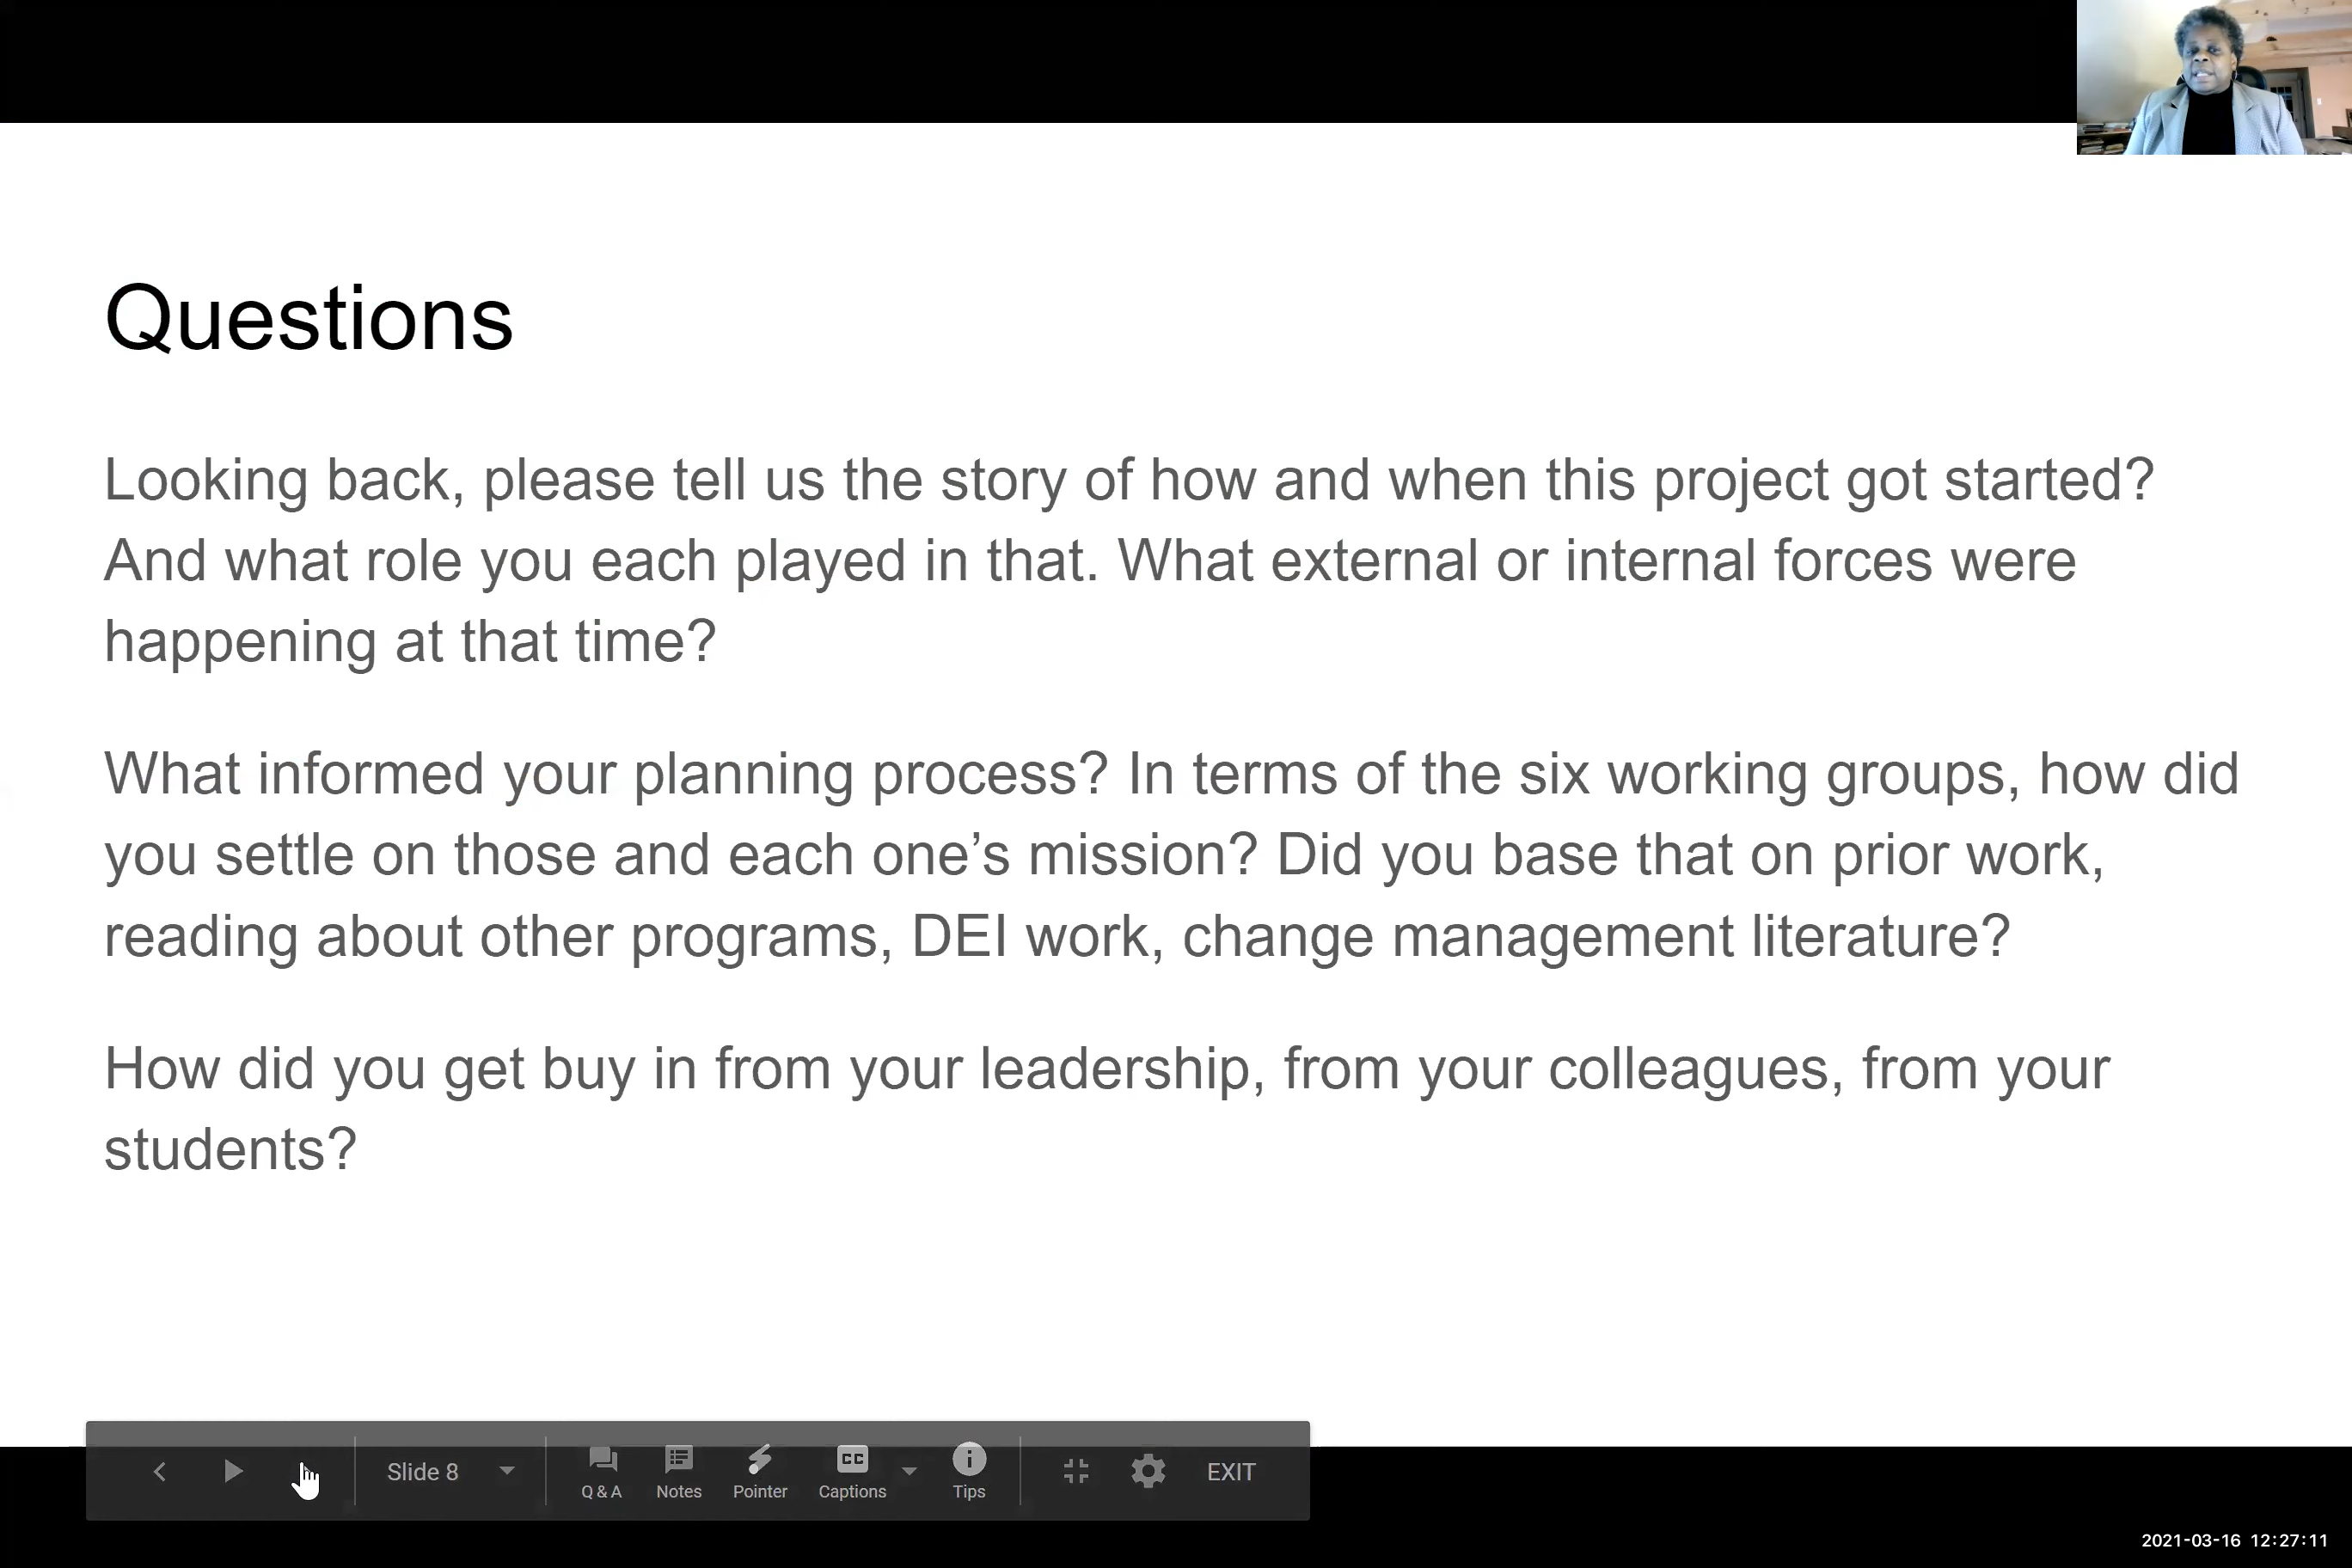 Questions
Looking back, please tell us the story of how and when this project got started?
And what role you each played in that. What external or internal forces were
happening at that time?
What informed your planning process? In terms of the six working groups, how did
you settle on those and each one’s mission? Did you base that on prior work,
reading about other programs, DEI work, change management literature?
How did you get buy in from your leadership, from your colleagues, from your
students?
Slide 8
Q & A
Notes
Pointer
CC
Captions
Tips
EXIT
2021-03-16 12:27:11